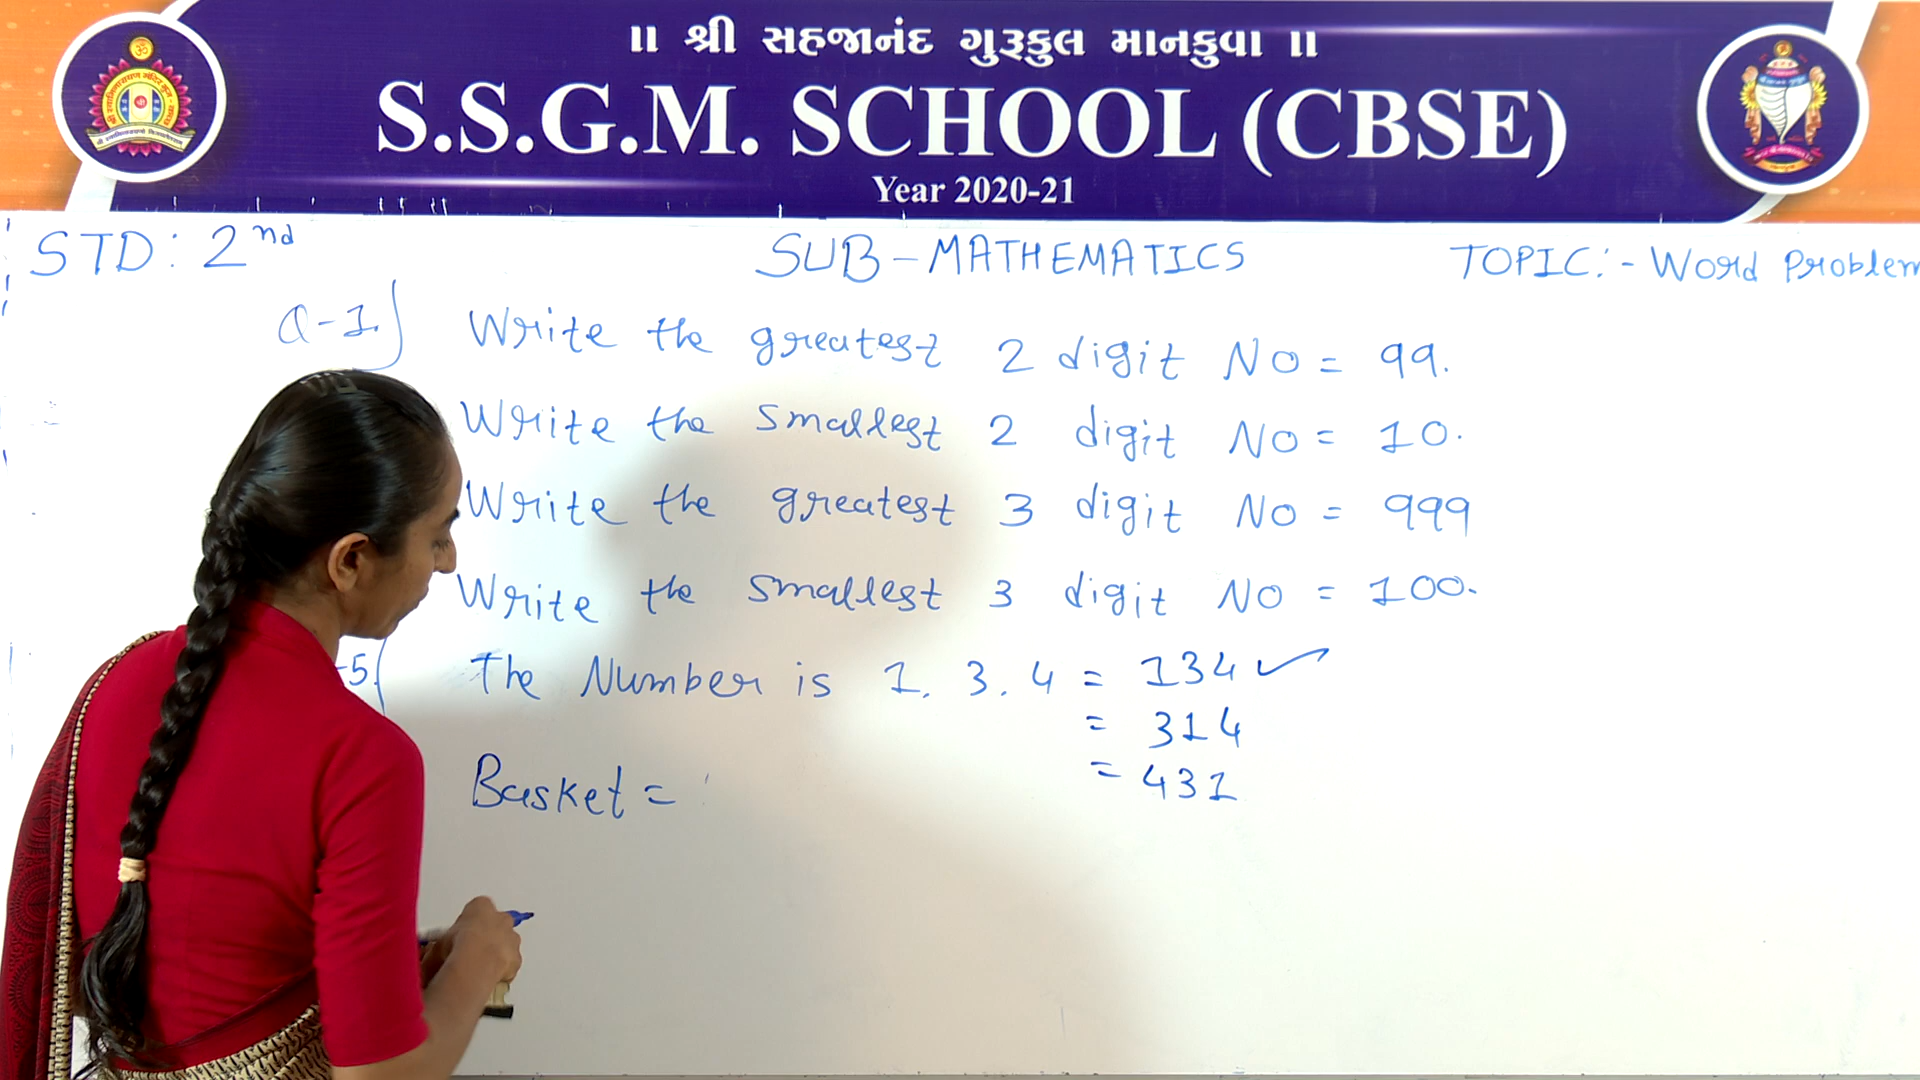 ॥ શ્રી સહજાનંદ ગુરૂકુલ માનકુવા ॥
S.S.G.M. SCHOOL (CBSE)
Year 2020-21
STD: 2nd
SUB-MATHEMATICS
TOPIC:- Word Problem
Q-1.) Write the greatest 2 digit No = 99.
Write the smallest 2 digit No = 10.
Write the greatest 3 digit No = 999
Write the smallest 3 digit No = 100.
-5. The Number is 1. 3. 4 = 134 ✓
= 314
= 431
Basket =